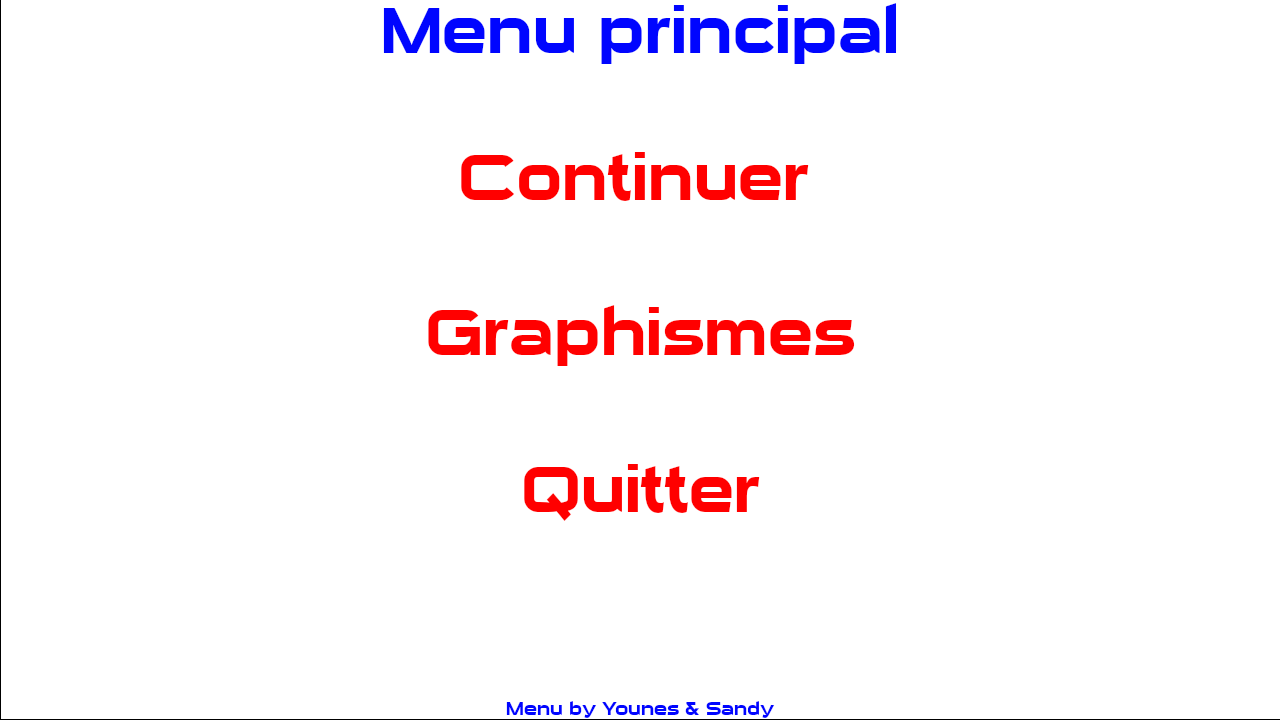 Menu principal
Continuer
Graphismes
Quitter
Menu by Younes & Sandy